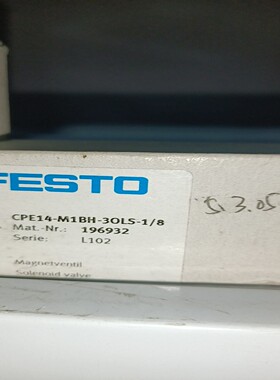 FESTO
CPE14-M1BH-3OLS-1/8
Mat.-Nr.: 196932
Serie: L102
Magnetventil
Solenoid valve